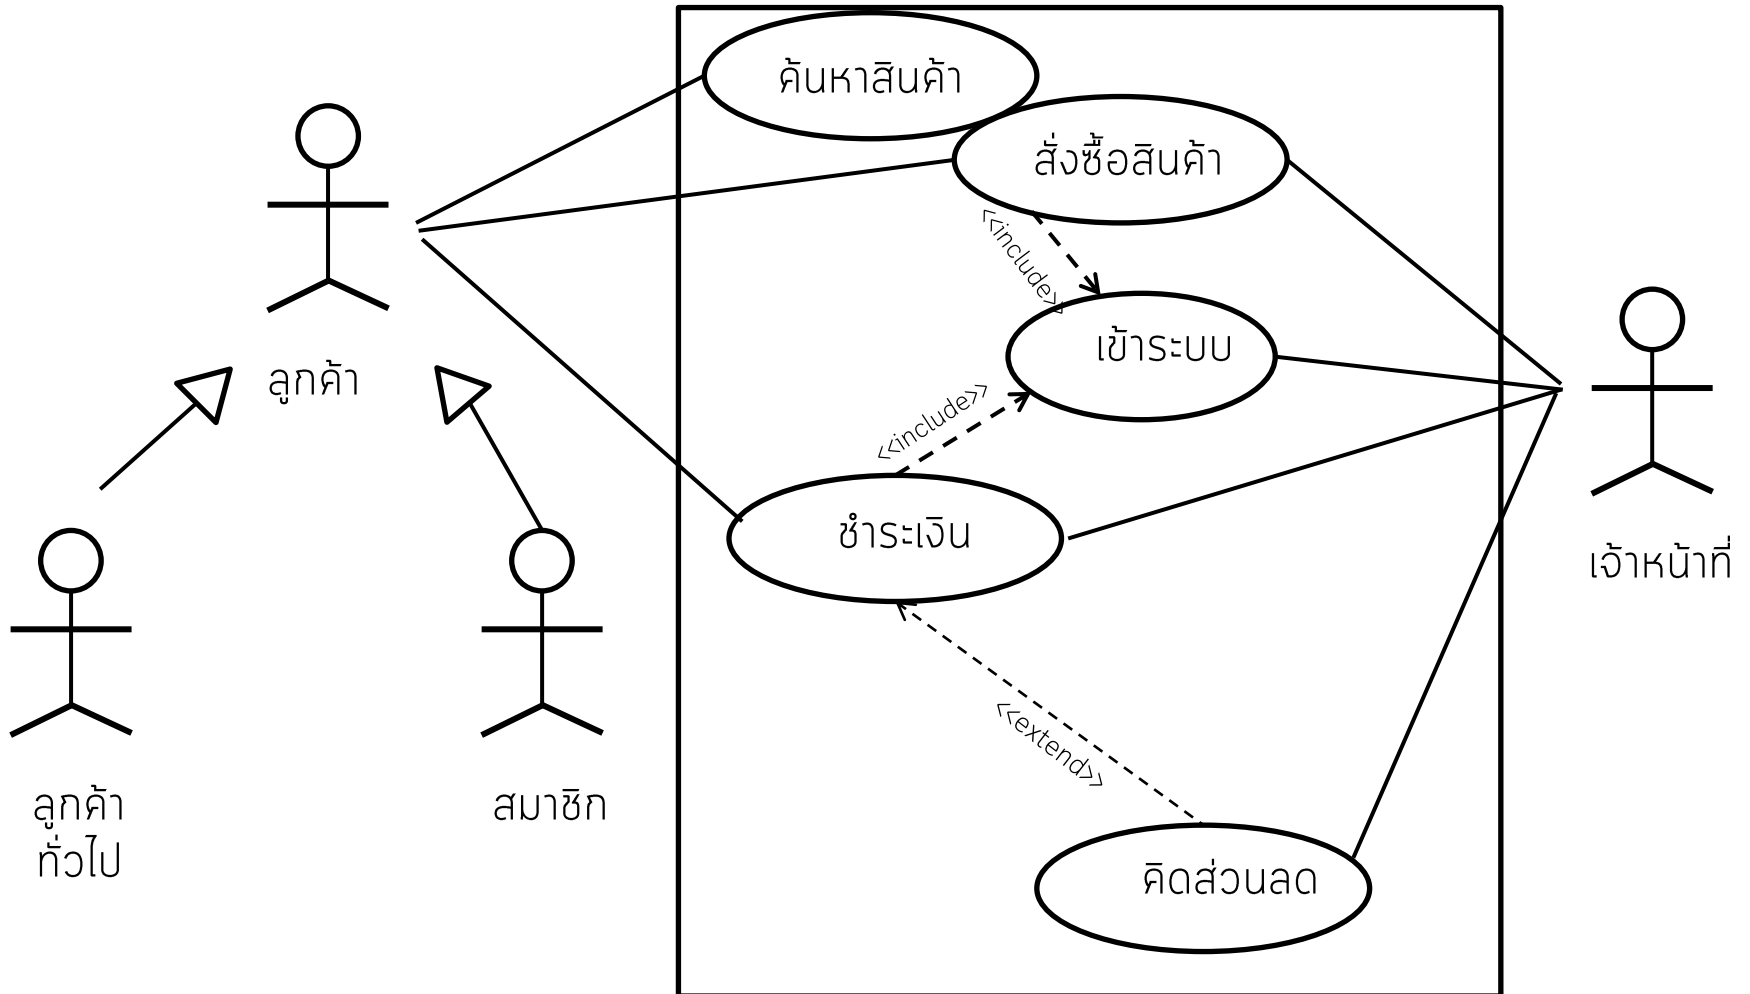 ค้นหาสินค้า
สั่งซื้อสินค้า
<<include>>
เข้าระบบ
ลูกค้า
<<include>>
ชำระเงิน
เจ้าหน้าที่
<<extend>>
ลูกค้า
ทั่วไป
สมาชิก
คิดส่วนลด